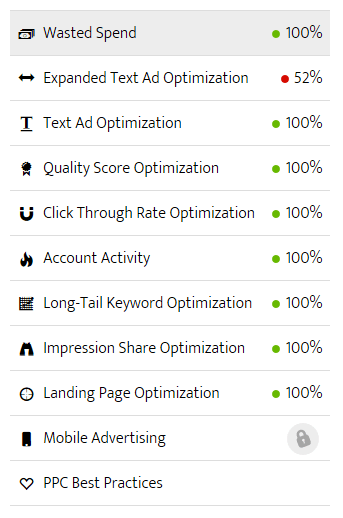 Wasted Spend 100%
Expanded Text Ad Optimization 52%
Text Ad Optimization 100%
Quality Score Optimization 100%
Click Through Rate Optimization 100%
Account Activity 100%
Long-Tail Keyword Optimization 100%
Impression Share Optimization 100%
Landing Page Optimization 100%
Mobile Advertising
PPC Best Practices